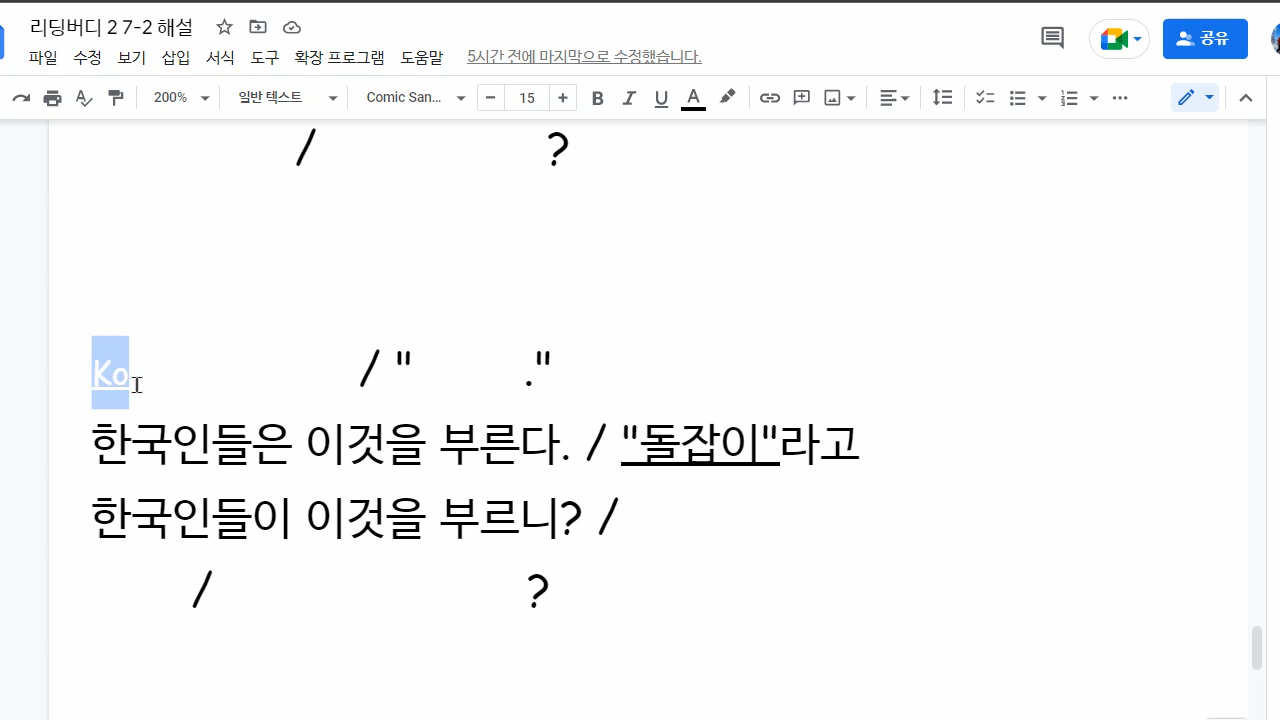 리딩버디 2 7-2 해설
파일 수정 보기 삽입 서식 도구 확장 프로그램 도움말 5시간 전에 마지막으로 수정했습니다.
공유
200% 일반 텍스트 Comic San... − 15 + B I U A
/ ?
Ko / " ."
한국인들은 이것을 부른다. / "돌잡이"라고
한국인들이 이것을 부르니? /
/ ?